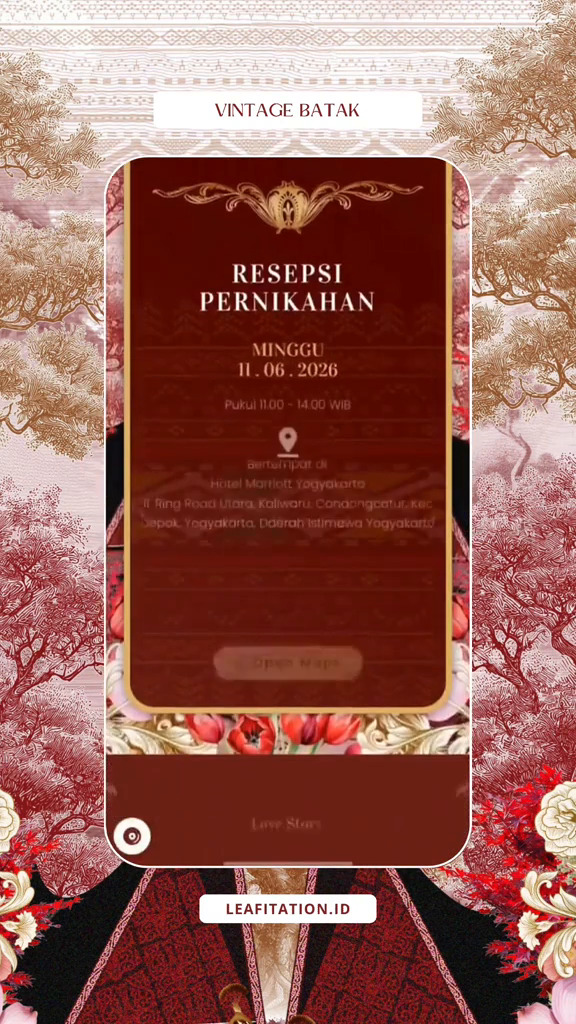 VINTAGE BATAK
RESEPSI
PERNIKAHAN
MINGGU
11 . 06 . 2026
Pukul 11.00 - 14.00 WIB
Bertempat di
Hotel Marriott Yogyakarta
Jl. Ring Road Utara, Kaliwaru, Condongcatur, Kec
Depok, Yogyakarta, Daerah Istimewa Yogyakarta
Open Maps
Love Story
LEAFITATION.ID